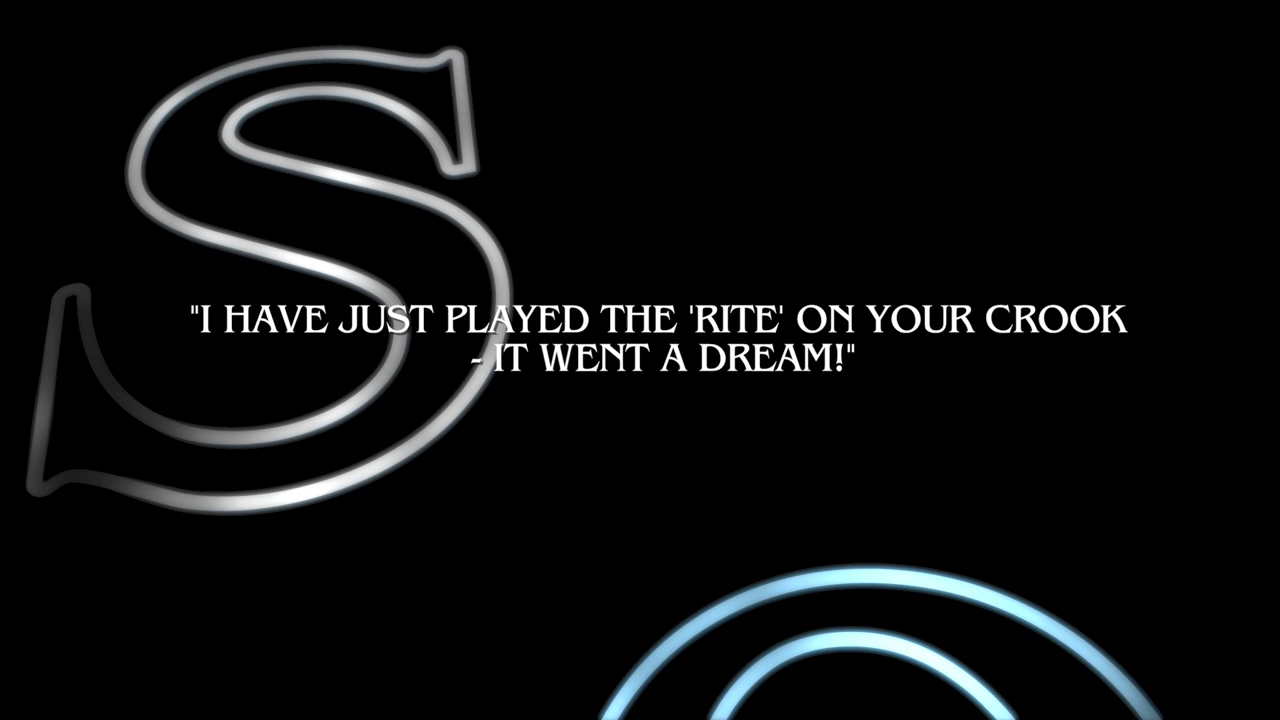 S
"I HAVE JUST PLAYED THE 'RITE' ON YOUR CROOK
- IT WENT A DREAM!"